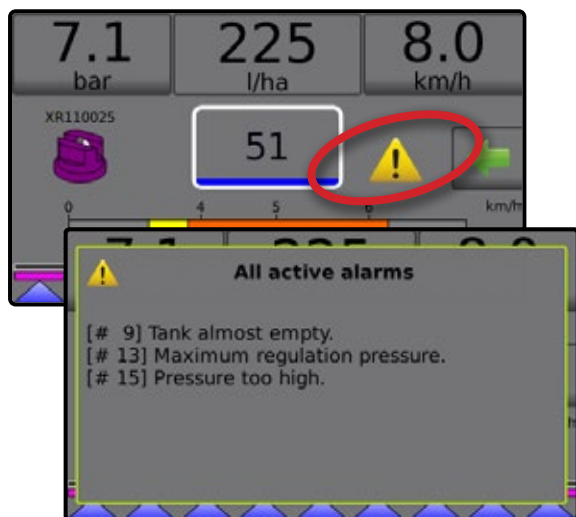 7.1 225 8.0
bar l/ha km/h
XR110025
51
0 4 5 6 km/h
All active alarms
[# 9] Tank almost empty.
[# 13] Maximum regulation pressure.
[# 15] Pressure too high.